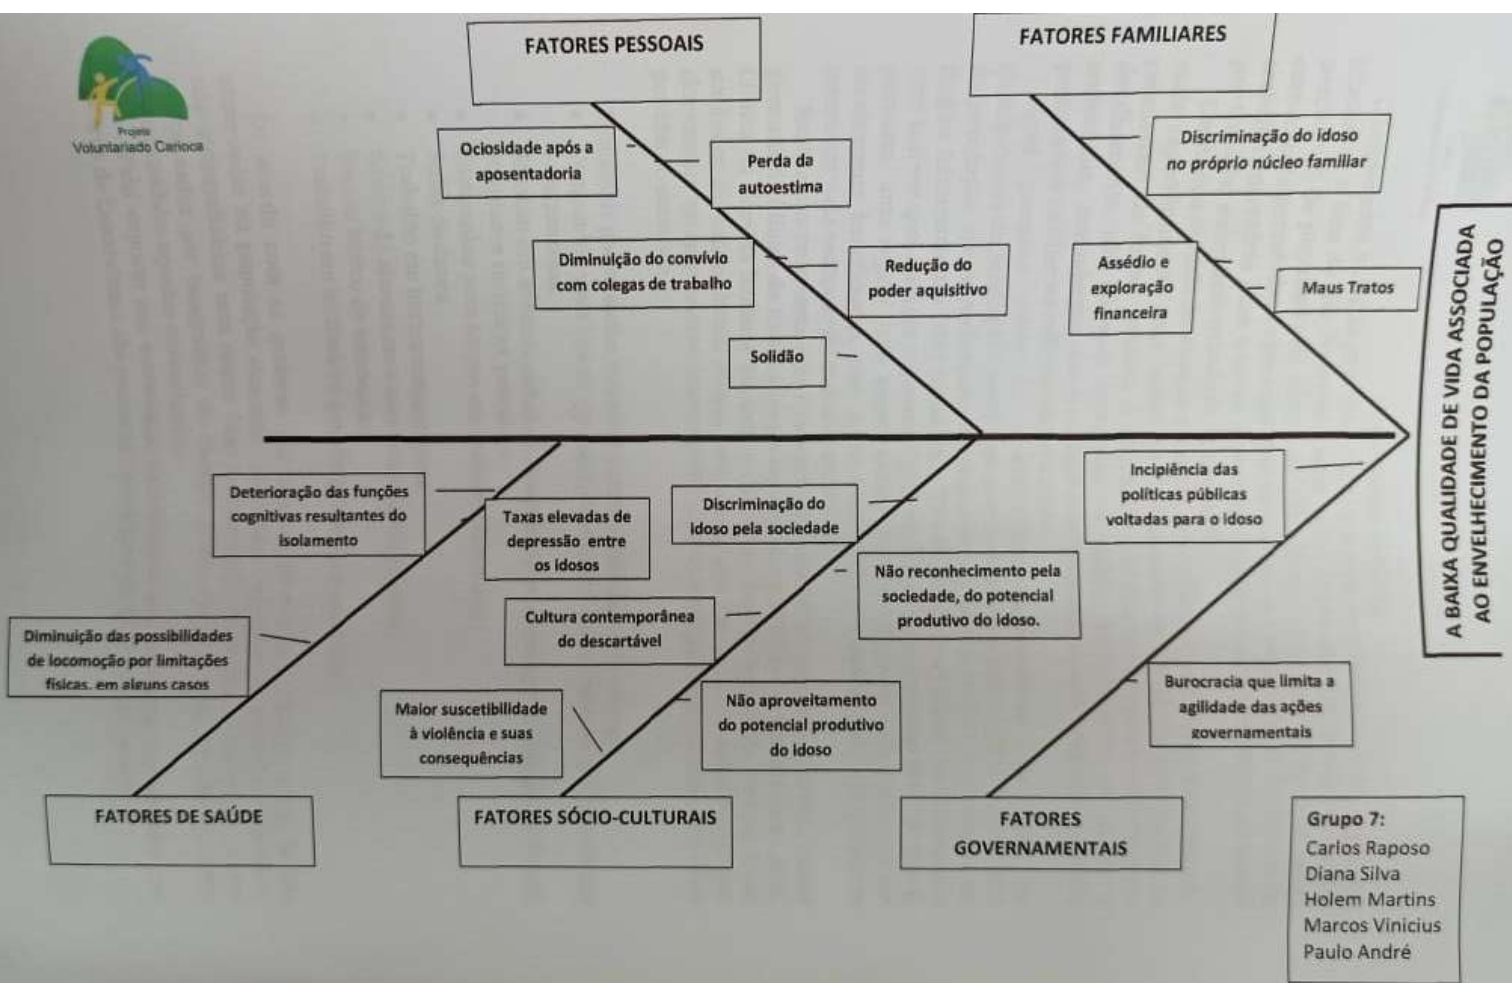 Projeto
Voluntariado Carioca
FATORES PESSOAIS
FATORES FAMILIARES
Ociosidade após a
aposentadoria
Perda da
autoestima
Discriminação do idoso
no próprio núcleo familiar
Diminuição do convívio
com colegas de trabalho
Redução do
poder aquisitivo
Assédio e
exploração
financeira
Maus Tratos
Solidão
A BAIXA QUALIDADE DE VIDA ASSOCIADA
AO ENVELHECIMENTO DA POPULAÇÃO
Deterioração das funções
cognitivas resultantes do
isolamento
Taxas elevadas de
depressão entre
os idosos
Discriminação do
idoso pela sociedade
Incipiência das
políticas públicas
voltadas para o idoso
Não reconhecimento pela
sociedade, do potencial
produtivo do idoso.
Cultura contemporânea
do descartável
Diminuição das possibilidades
de locomoção por limitações
físicas, em alguns casos
Maior suscetibilidade
à violência e suas
consequências
Não aproveitamento
do potencial produtivo
do idoso
Burocracia que limita a
agilidade das ações
governamentais
FATORES DE SAÚDE
FATORES SÓCIO-CULTURAIS
FATORES
GOVERNAMENTAIS
Grupo 7:
Carlos Raposo
Diana Silva
Holem Martins
Marcos Vinicius
Paulo André